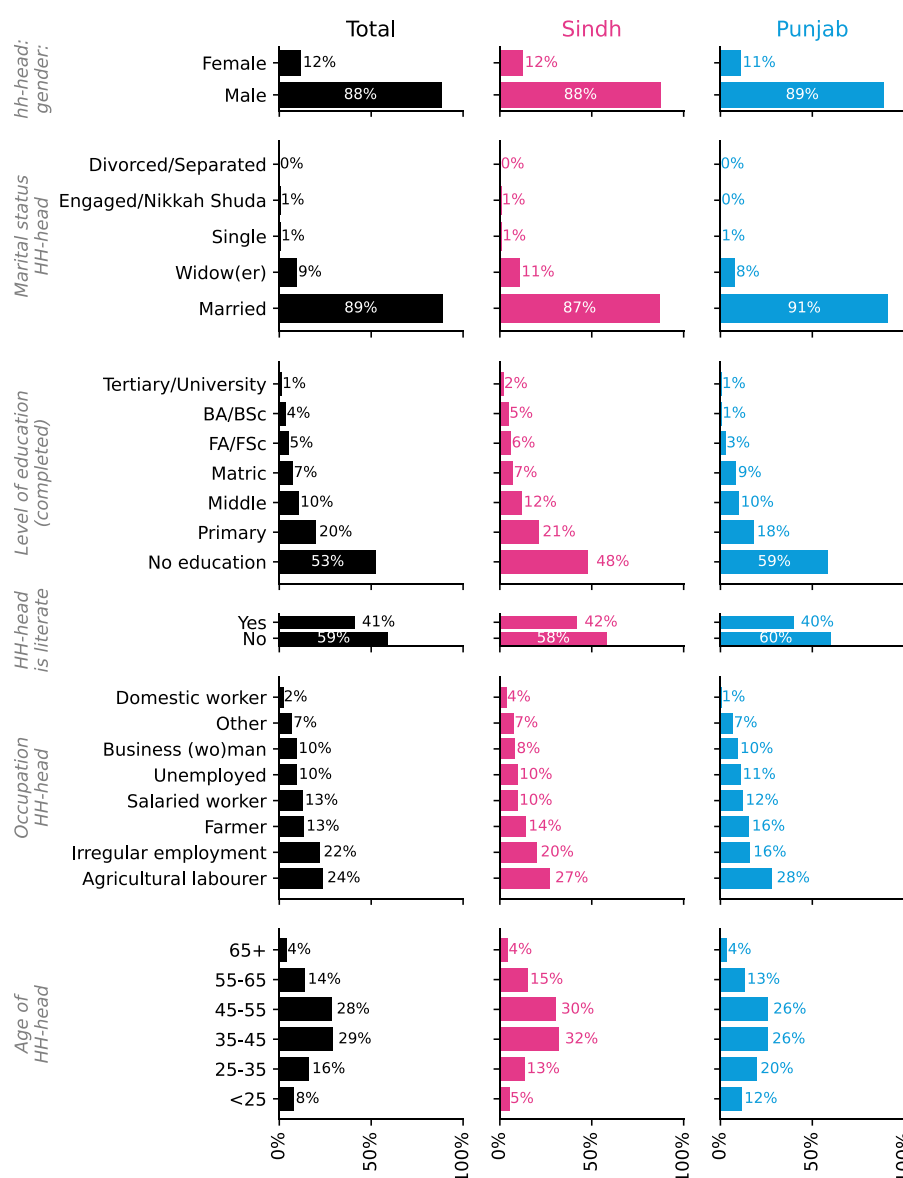 Total Sindh Punjab
hh-head:
gender:
Female 12% 12% 11%
Male 88% 88% 89%
Marital status
HH-head
Divorced/Separated 0% 0% 0%
Engaged/Nikkah Shuda 1% 1% 0%
Single 1% 1% 1%
Widow(er) 9% 11% 8%
Married 89% 87% 91%
Level of education
(completed)
Tertiary/University 1% 2% 1%
BA/BSc 4% 5% 1%
FA/FSc 5% 6% 3%
Matric 7% 7% 9%
Middle 10% 12% 10%
Primary 20% 21% 18%
No education 53% 48% 59%
HH-head
is literate
Yes 41% 42% 40%
No 59% 58% 60%
Occupation
HH-head
Domestic worker 2% 4% 1%
Other 7% 7% 7%
Business (wo)man 10% 8% 10%
Unemployed 10% 10% 11%
Salaried worker 13% 10% 12%
Farmer 13% 14% 16%
Irregular employment 22% 20% 16%
Agricultural labourer 24% 27% 28%
Age of
HH-head
65+ 4% 4% 4%
55-65 14% 15% 13%
45-55 28% 30% 26%
35-45 29% 32% 26%
25-35 16% 13% 20%
<25 8% 5% 12%
0% 50% 100% 0% 50% 100% 0% 50% 100%